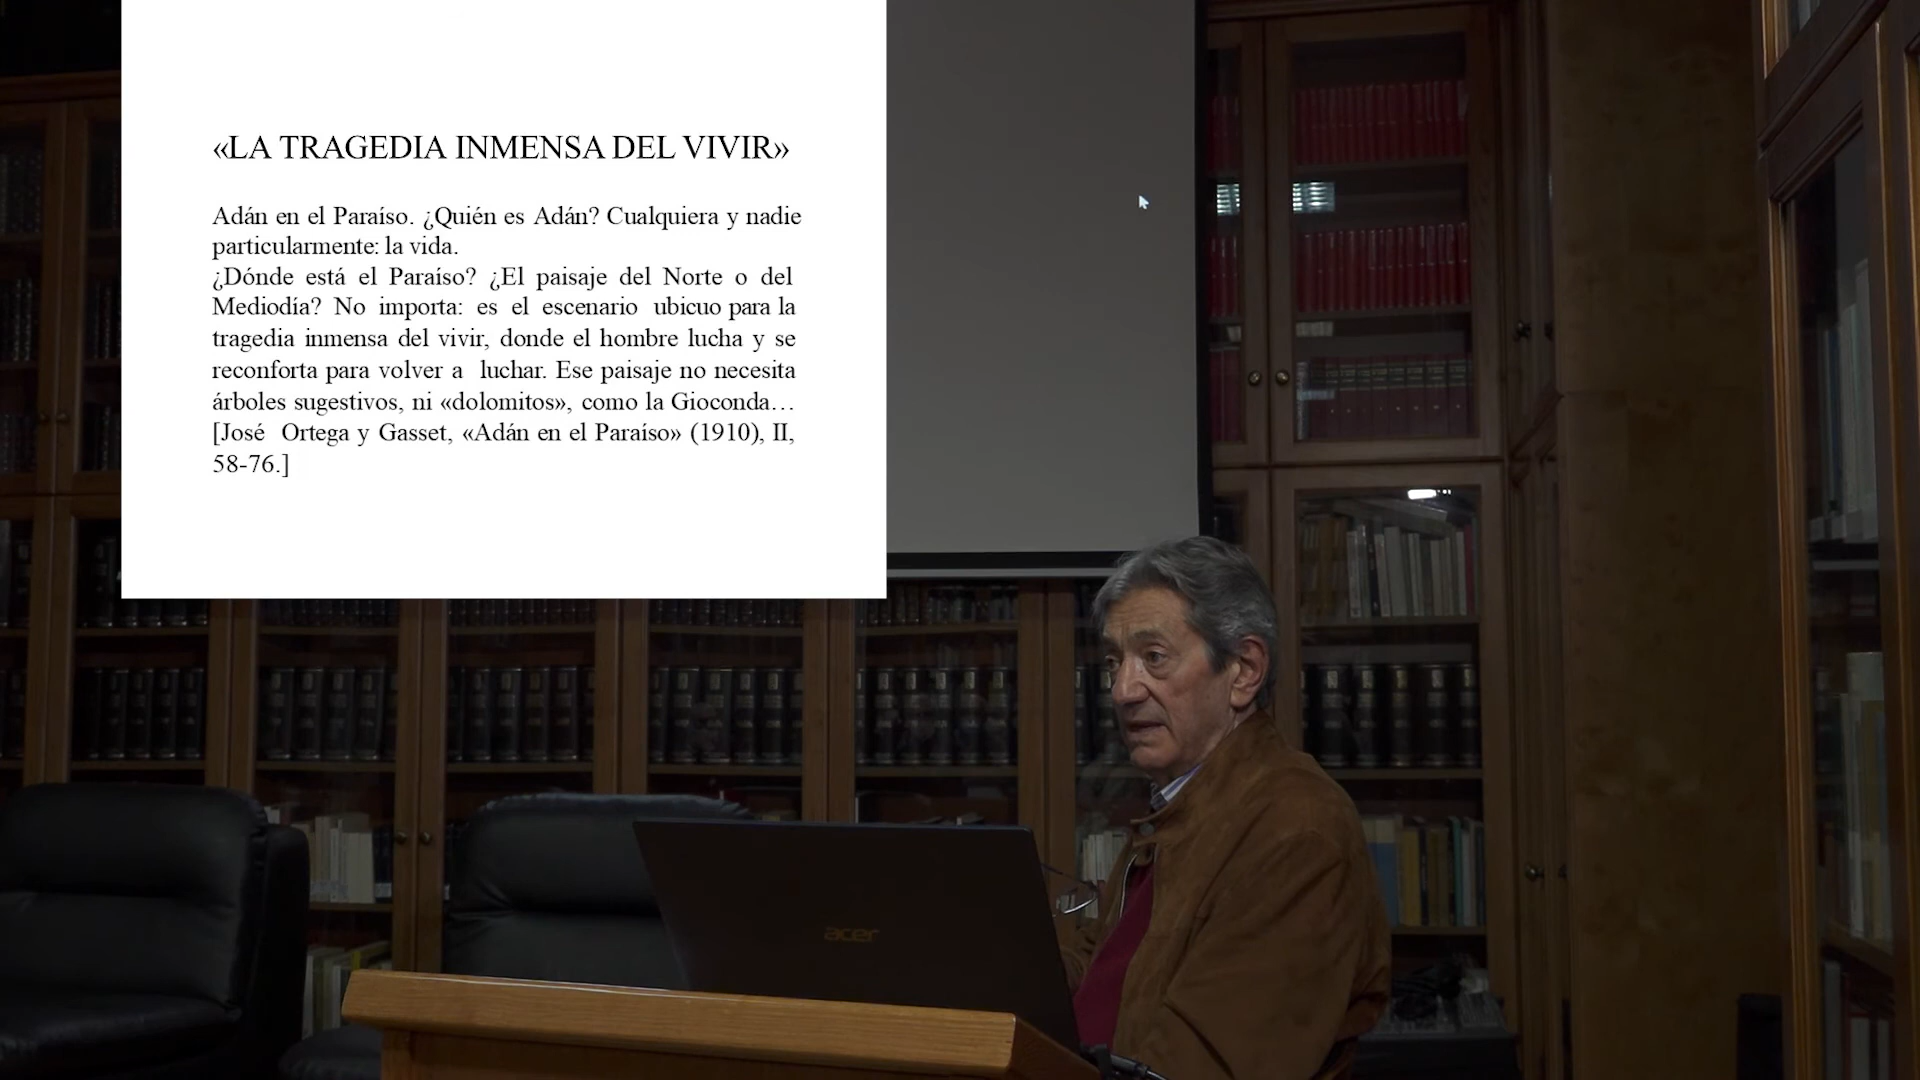 «LA TRAGEDIA INMENSA DEL VIVIR»
Adán en el Paraíso. ¿Quién es Adán? Cualquiera y nadie
particularmente: la vida.
¿Dónde está el Paraíso? ¿El paisaje del Norte o del
Mediodía? No importa: es el escenario ubicuo para la
tragedia inmensa del vivir, donde el hombre lucha y se
reconforta para volver a luchar. Ese paisaje no necesita
árboles sugestivos, ni «dolomitos», como la Gioconda…
[José Ortega y Gasset, «Adán en el Paraíso» (1910), II,
58-76.]
acer